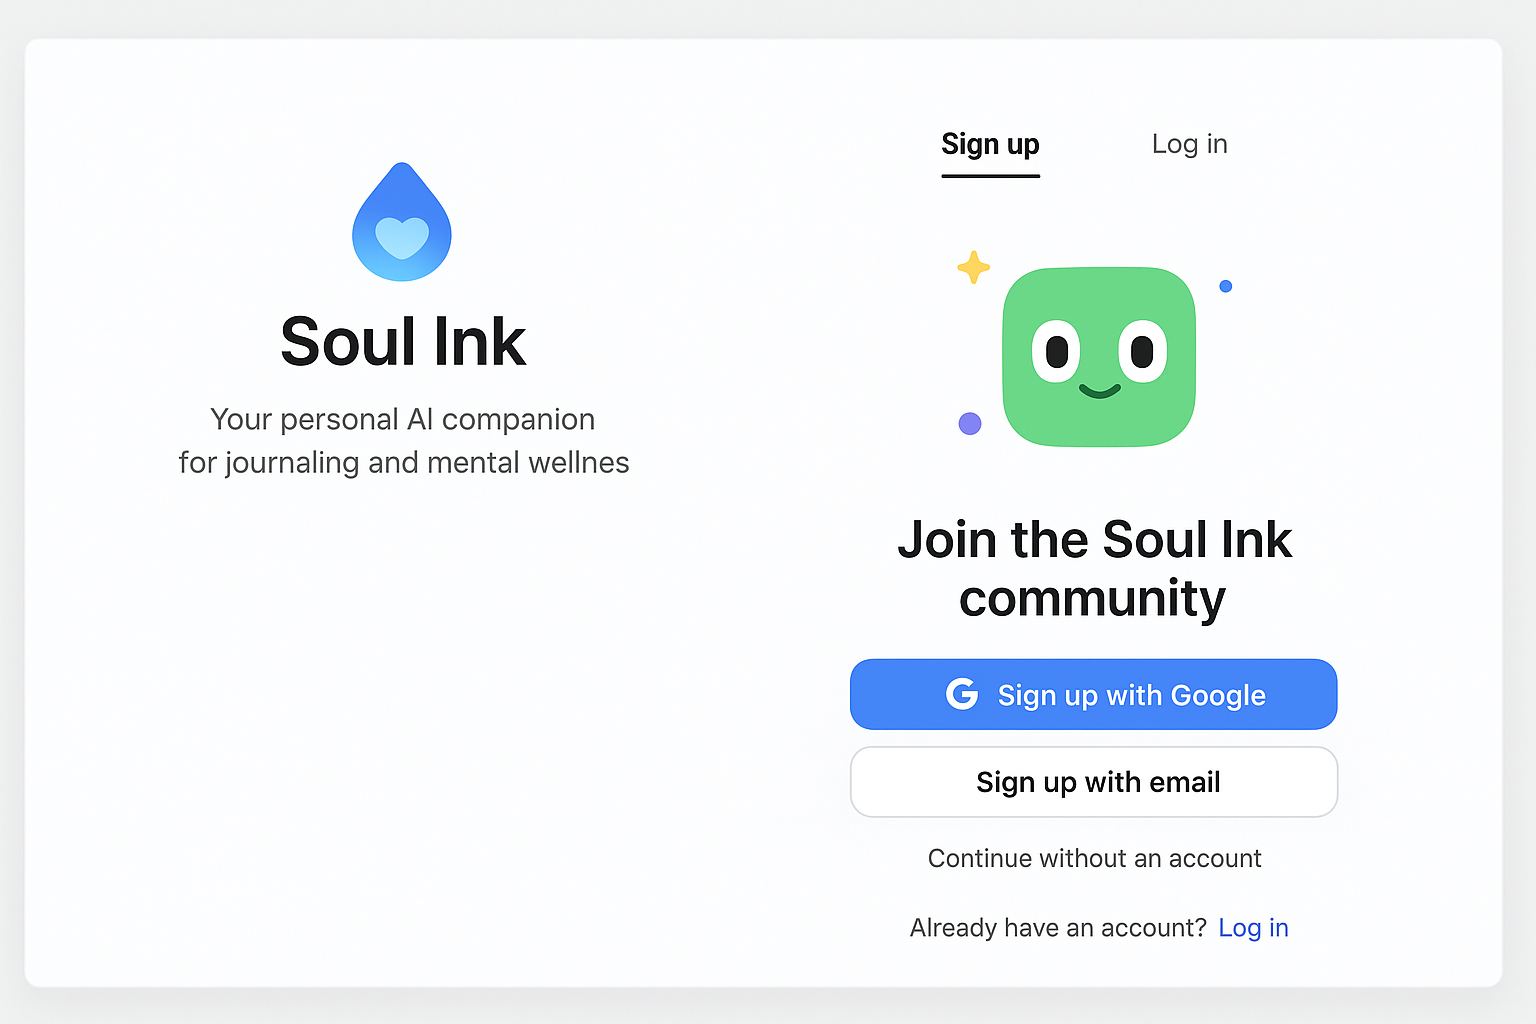 Soul Ink
Your personal AI companion
for journaling and mental wellnes
Sign up
Log in
Join the Soul Ink
community
Sign up with Google
Sign up with email
Continue without an account
Already have an account? Log in